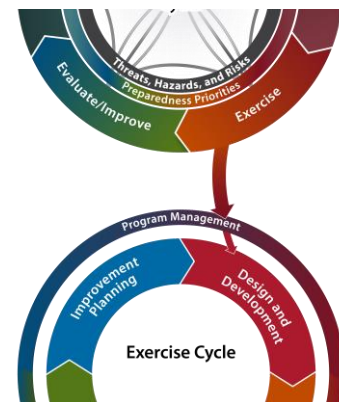 Threats, Hazards, and Risks
Preparedness Priorities
Evaluate/Improve
Exercise
Program Management
Improvement
Planning
Design and
Development
Exercise Cycle